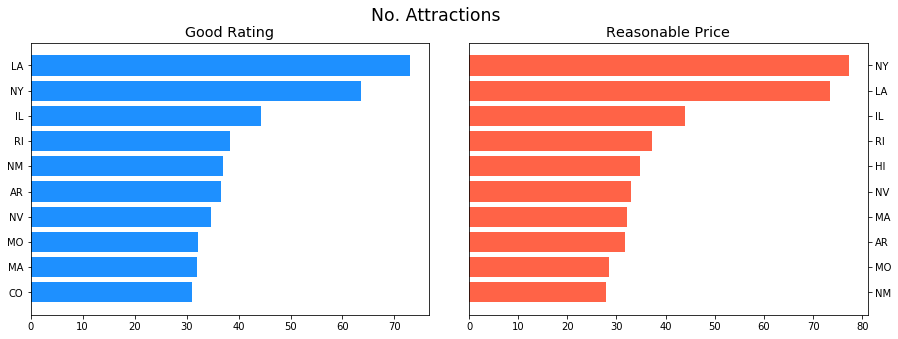 No. Attractions
Good Rating
LA
NY
IL
RI
NM
AR
NV
MO
MA
CO
0 10 20 30 40 50 60 70
Reasonable Price
NY
LA
IL
RI
HI
NV
MA
AR
MO
NM
0 10 20 30 40 50 60 70 80